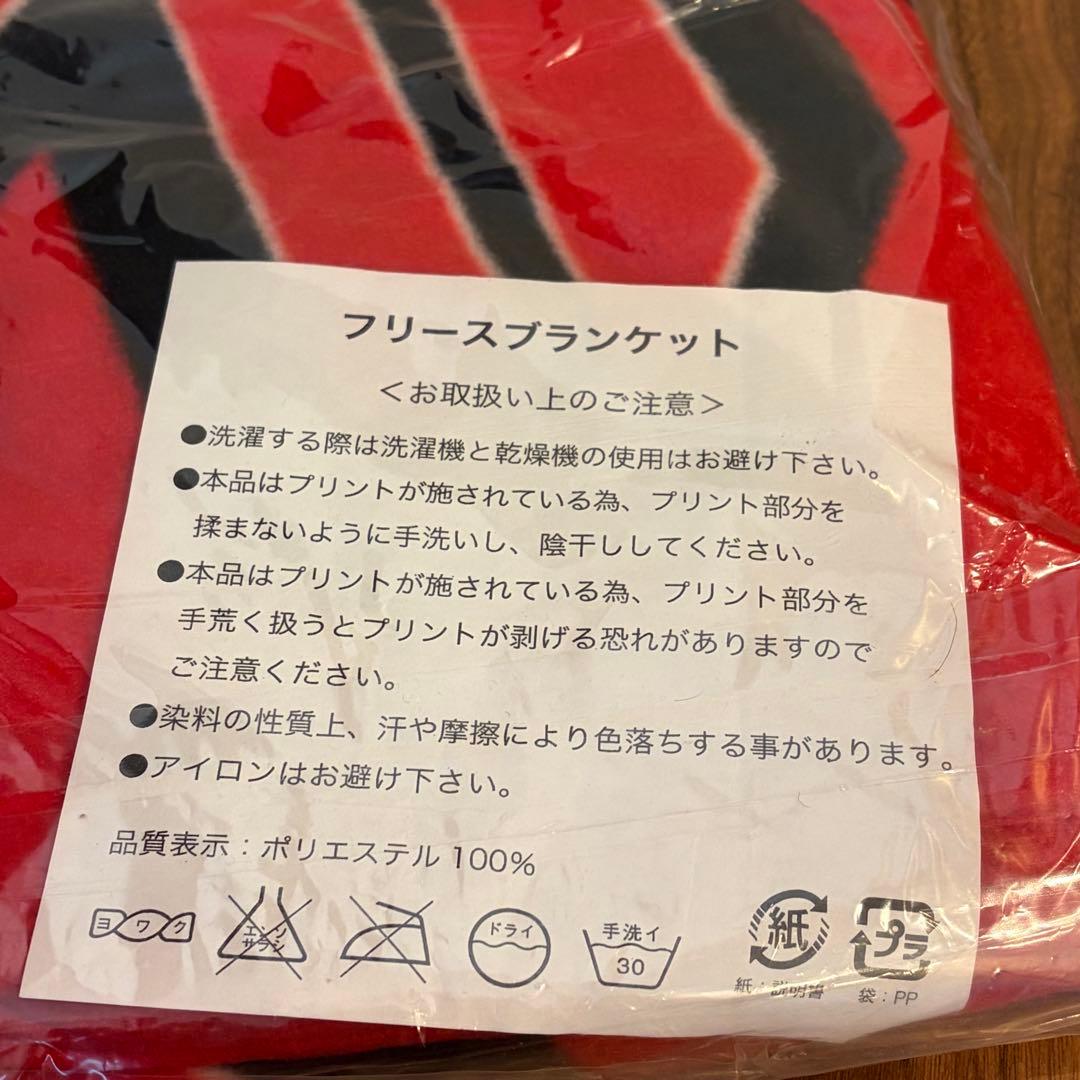 フリースブランケット
＜お取扱い上のご注意＞
●洗濯する際は洗濯機と乾燥機の使用はお避け下さい。
●本品はプリントが施されている為、プリント部分を
揉まないように手洗いし、陰干ししてください。
●本品はプリントが施されている為、プリント部分を
手荒く扱うとプリントが剥げる恐れがありますので
ご注意ください。
●染料の性質上、汗や摩擦により色落ちする事があります。
●アイロンはお避け下さい。
品質表示：ポリエステル 100%
ヨワク
エンソ
サラシ
ドライ
手洗イ
30
紙
紙：説明書
プラ
袋：PP